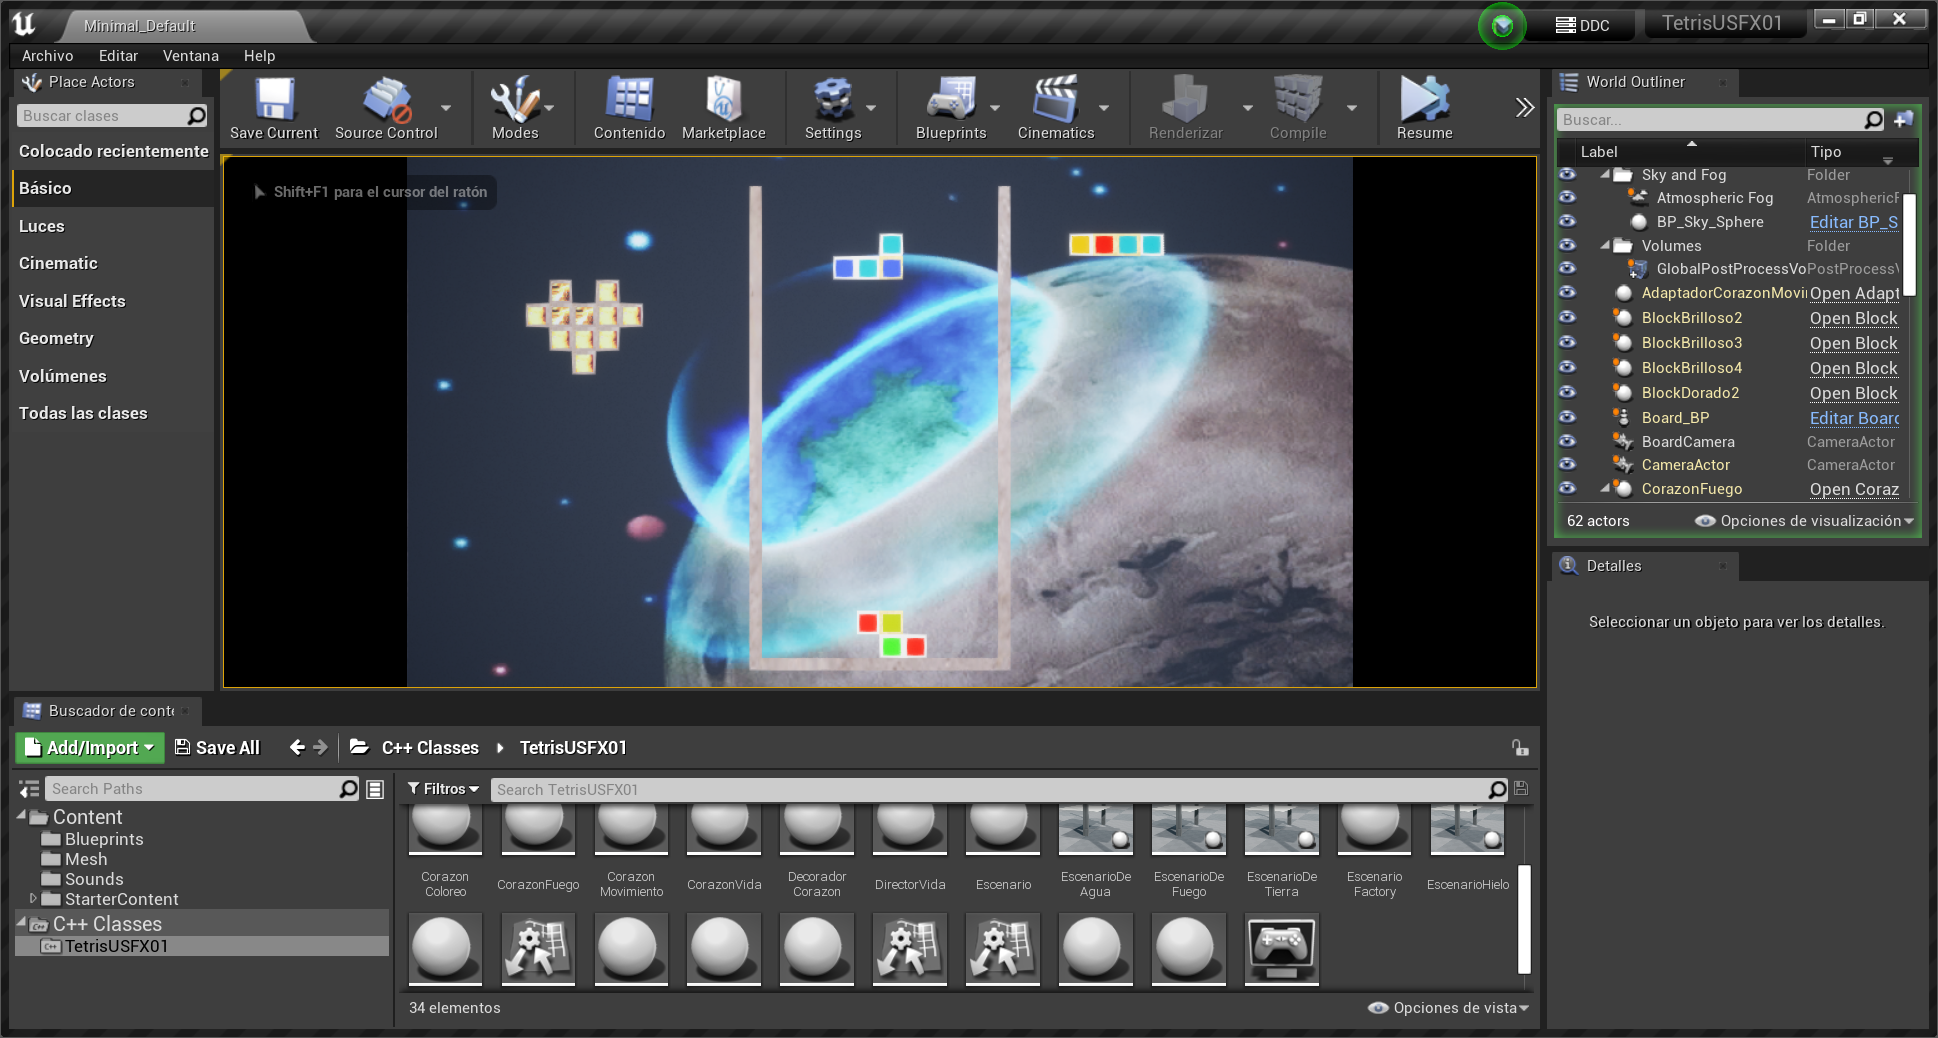 Minimal_Default
DDC
TetrisUSFX01
Archivo
Editar
Ventana
Help
Place Actors
Buscar clases
Colocado recientemente
Básico
Luces
Cinematic
Visual Effects
Geometry
Volúmenes
Todas las clases
Save Current
Source Control
Modes
Contenido
Marketplace
Settings
Blueprints
Cinematics
Renderizar
Compile
Resume
Shift+F1 para el cursor del ratón
World Outliner
Buscar...
Label
Tipo
Sky and Fog
Folder
Atmospheric Fog
AtmosphericF
BP_Sky_Sphere
Editar BP_S
Volumes
Folder
GlobalPostProcessVo
PostProcessV
AdaptadorCorazonMovi
Open Adapt
BlockBrilloso2
Open Block
BlockBrilloso3
Open Block
BlockBrilloso4
Open Block
BlockDorado2
Open Block
Board_BP
Editar Board
BoardCamera
CameraActor
CameraActor
CameraActor
CorazonFuego
Open Coraz
62 actors
Opciones de visualización
Detalles
Seleccionar un objeto para ver los detalles.
Buscador de conte
Add/Import
Save All
C++ Classes
TetrisUSFX01
Search Paths
Content
Blueprints
Mesh
Sounds
StarterContent
C++ Classes
TetrisUSFX01
Filtros
Search TetrisUSFX01
Corazon
Coloreo
CorazonFuego
Corazon
Movimiento
CorazonVida
Decorador
Corazon
DirectorVida
Escenario
EscenarioDe
Agua
EscenarioDe
Fuego
EscenarioDe
Tierra
Escenario
Factory
EscenarioHielo
34 elementos
Opciones de vista